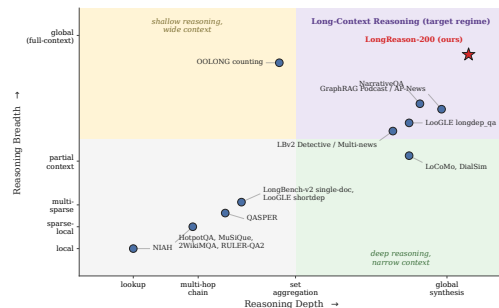 shallow reasoning,
wide context
Long-Context Reasoning (target regime)
LongReason-200 (ours)
global
(full-context)
OOLONG counting
NarrativeQA
GraphRAG Podcast / AP-News
LooGLE longdep_qa
LBv2 Detective / Multi-news
Reasoning Breadth →
partial
context
LoCoMo, DialSim
LongBench-v2 single-doc,
LooGLE shortdep
multi-
sparse
QASPER
sparse-
local
HotpotQA, MuSiQue,
2WikiMQA, RULER-QA2
local
NIAH
deep reasoning,
narrow context
lookup
multi-hop
chain
set
aggregation
global
synthesis
Reasoning Depth →